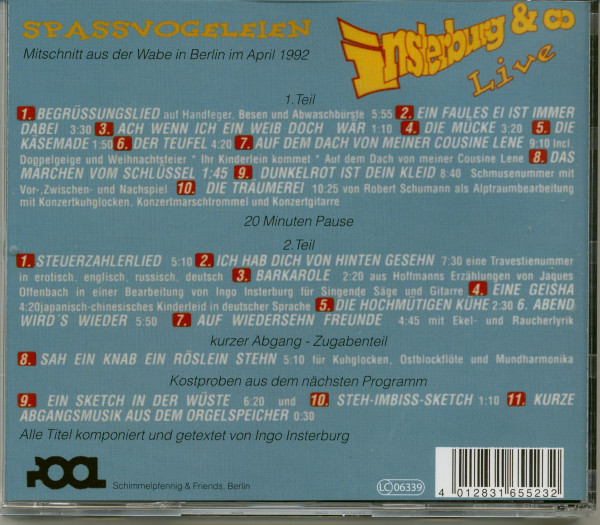 SPASSVOGELEIEN
insterburg & co
Live
Mitschnitt aus der Wabe in Berlin im April 1992
1.Teil
1. BEGRÜSSUNGSLIED auf Handfeger, Besen und Abwaschbürste 5:55 2. EIN FAULES EI IST IMMER
DABEI 3:30 3. ACH WENN ICH EIN WEIB DOCH WÄR 1:10 4. DIE MÜCKE 3:20 5. DIE
KÄSEMADE 1:50 6. DER TEUFEL 4:20 7. AUF DEM DACH VON MEINER COUSINE LENE 9:10 Incl.
Doppelgeige und Weihnachtsfeier * Ihr Kinderlein kommet * Auf dem Dach von meiner Cousine Lene 8. DAS
MÄRCHEN VOM SCHLÜSSEL 1:45 9. DUNKELROT IST DEIN KLEID 8:40 Schmusenummer mit
Vor-,Zwischen- und Nachspiel 10. DIE TRÄUMEREI 10:25 von Robert Schumann als Alptraumbearbeitung
mit Konzertkuhglocken, Konzertmarschtrommel und Konzertgitarre
20 Minuten Pause
2.Teil
1. STEUERZAHLERLIED 5:10 2. ICH HAB DICH VON HINTEN GESEHN 7:30 eine Travestienummer
in erotisch, englisch, russisch, deutsch 3. BARKAROLE 2:20 aus Hoffmanns Erzählungen von Jaques
Offenbach in einer Bearbeitung von Ingo Insterburg für Singende Säge und Gitarre 4. EINE GEISHA
4:20japanisch-chinesisches Kinderleid in deutscher Sprache 5. DIE HOCHMÜTIGEN KÜHE 2:30 6. ABEND
WIRD´S WIEDER 5:50 7. AUF WIEDERSEHN FREUNDE 4:45 mit Ekel- und Raucherlyrik
kurzer Abgang - Zugabenteil
8. SAH EIN KNAB EIN RÖSLEIN STEHN 5:10 für Kuhglocken, Ostblockflöte und Mundharmonika
Kostproben aus dem nächsten Programm
9. EIN SKETCH IN DER WÜSTE 6:20 und 10. STEH-IMBISS-SKETCH 1:10 11. KURZE
ABGANGSMUSIK AUS DEM ORGELSPEICHER 0:30
Alle Titel komponiert und getextet von Ingo Insterburg
POOL
Schimmelpfennig & Friends, Berlin
LC 06339
4 012831 655232